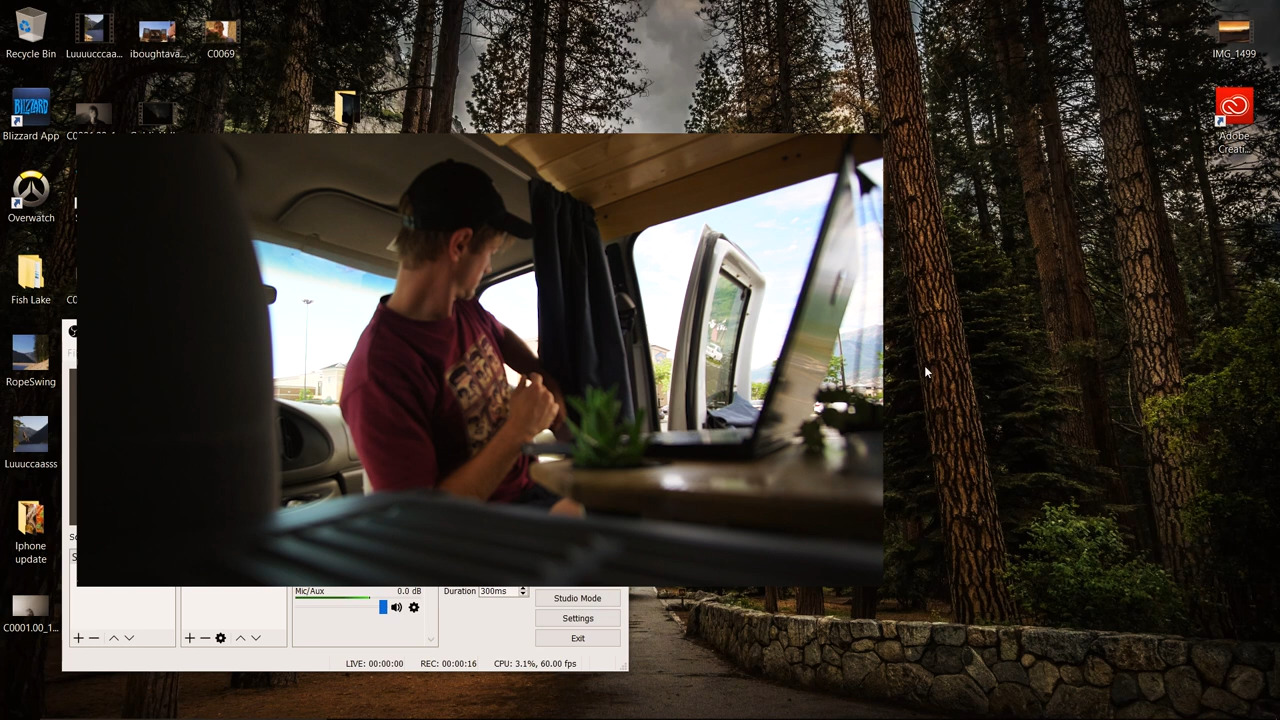 Recycle Bin
Luuuucccaa...
iboughtava...
C0069
IMG_1499
BLIZZARD
Blizzard App
Adobe
Creati...
Overwatch
Fish Lake
RopeSwing
Luuuccaasss
Iphone
update
C0001.00_1...
Mic/Aux
0.0 dB
Duration
300ms
Studio Mode
Settings
Exit
LIVE: 00:00:00
REC: 00:00:16
CPU: 3.1%, 60.00 fps